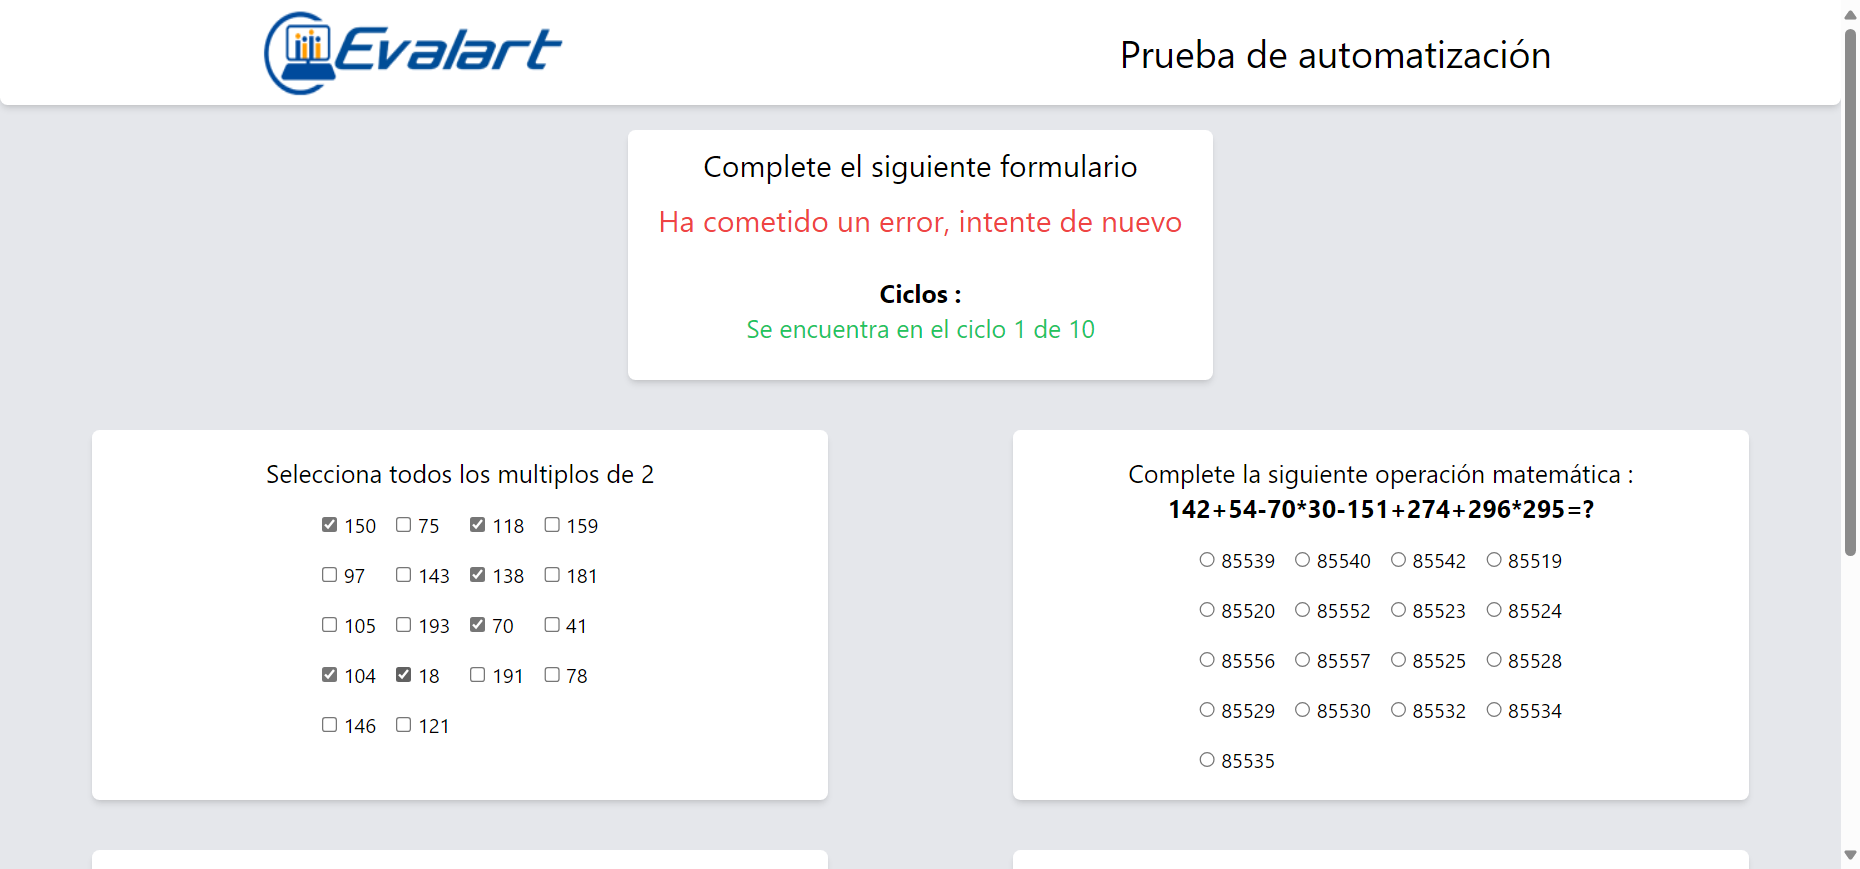 Evalart
Prueba de automatización
Complete el siguiente formulario
Ha cometido un error, intente de nuevo
Ciclos :
Se encuentra en el ciclo 1 de 10
Selecciona todos los multiplos de 2
150 75 118 159
97 143 138 181
105 193 70 41
104 18 191 78
146 121
Complete la siguiente operación matemática :
142+54-70*30-151+274+296*295=?
85539 85540 85542 85519
85520 85552 85523 85524
85556 85557 85525 85528
85529 85530 85532 85534
85535